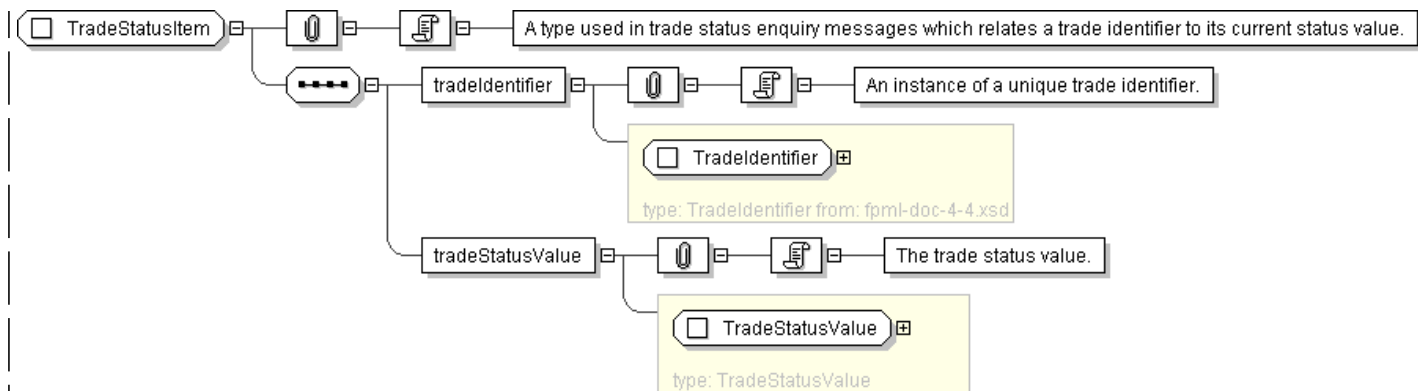 TradeStatusItem
A type used in trade status enquiry messages which relates a trade identifier to its current status value.
tradeIdentifier
An instance of a unique trade identifier.
TradeIdentifier
type: TradeIdentifier from: fpml-doc-4-4.xsd
tradeStatusValue
The trade status value.
TradeStatusValue
type: TradeStatusValue